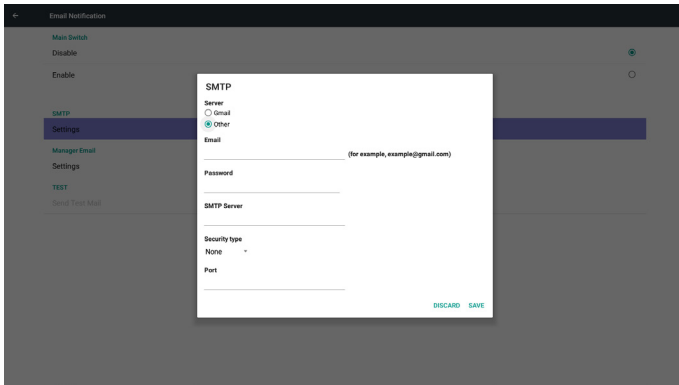 Email Notification
Main Switch
Disable
Enable
SMTP
Settings
Manager Email
Settings
TEST
Send Test Mail
SMTP
Server
Gmail
Other
Email
(for example, example@gmail.com)
Password
SMTP Server
Security type
None
Port
DISCARD SAVE